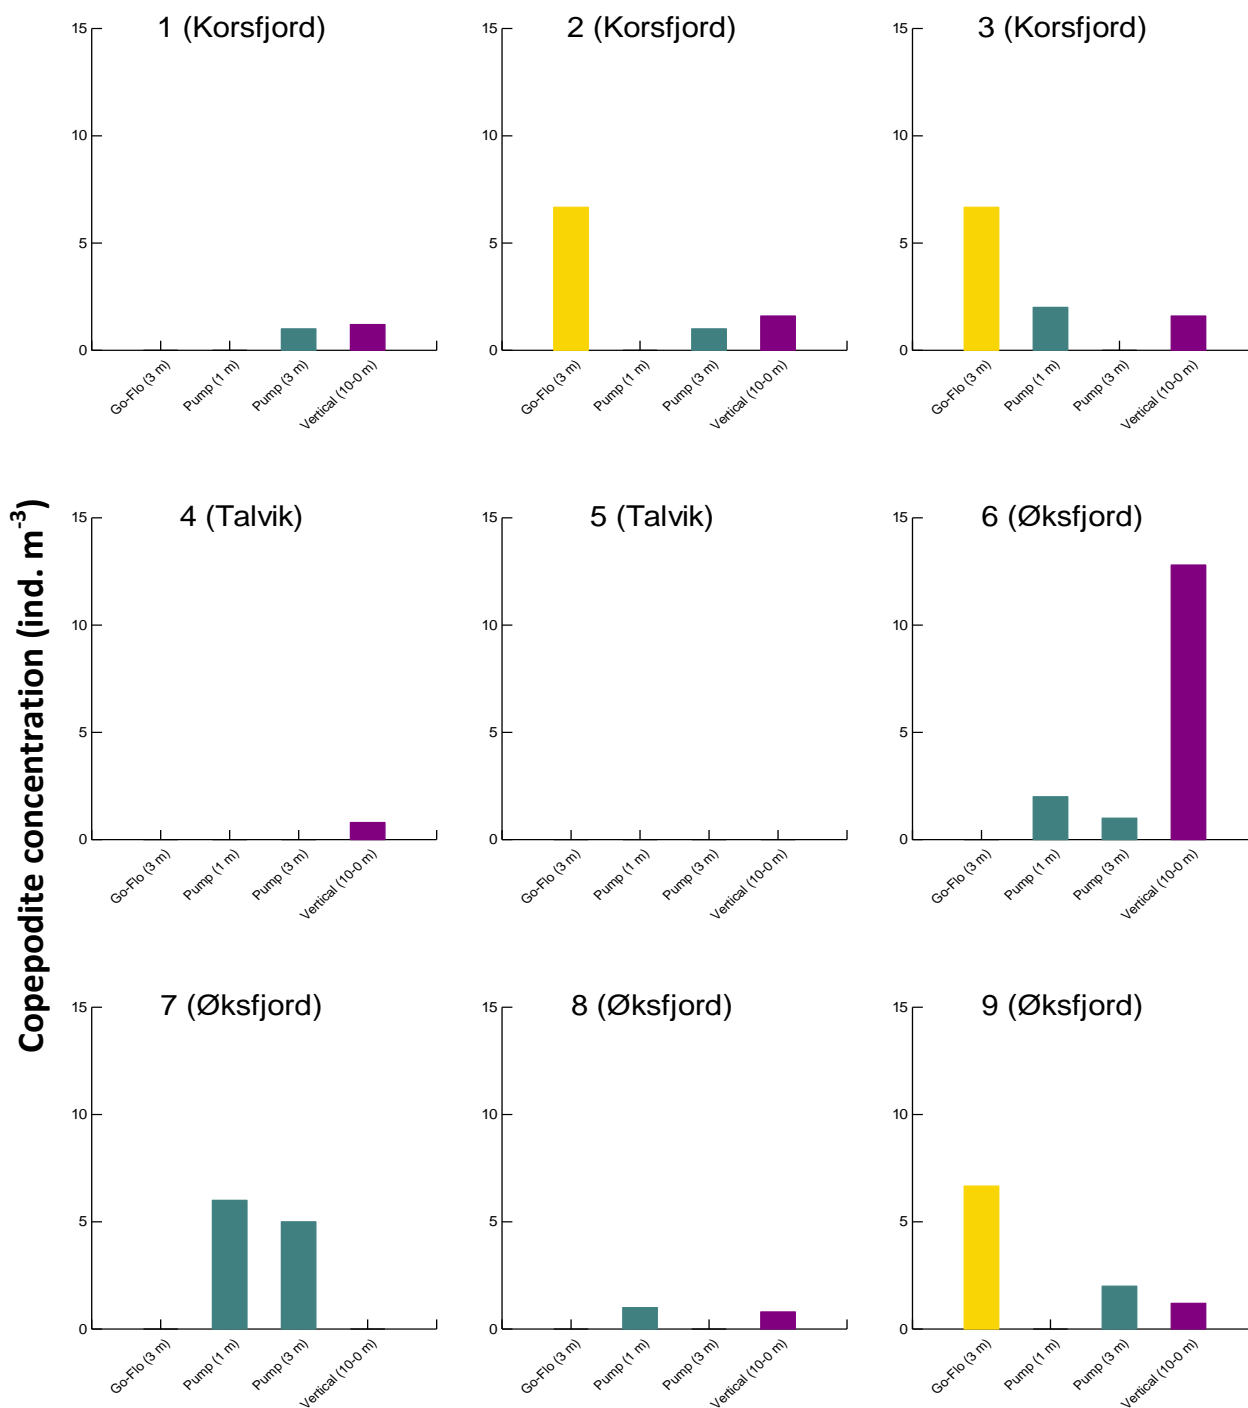 1 (Korsfjord)
15
10
5
0
Go-Flo (3 m)
Pump (1 m)
Pump (3 m)
Vertical (10-0 m)
2 (Korsfjord)
15
10
5
0
Go-Flo (3 m)
Pump (1 m)
Pump (3 m)
Vertical (10-0 m)
3 (Korsfjord)
15
10
5
0
Go-Flo (3 m)
Pump (1 m)
Pump (3 m)
Vertical (10-0 m)
Copepodite concentration (ind. m⁻³)
4 (Talvik)
15
10
5
0
Go-Flo (3 m)
Pump (1 m)
Pump (3 m)
Vertical (10-0 m)
5 (Talvik)
15
10
5
0
Go-Flo (3 m)
Pump (1 m)
Pump (3 m)
Vertical (10-0 m)
6 (Øksfjord)
15
10
5
0
Go-Flo (3 m)
Pump (1 m)
Pump (3 m)
Vertical (10-0 m)
7 (Øksfjord)
15
10
5
0
Go-Flo (3 m)
Pump (1 m)
Pump (3 m)
Vertical (10-0 m)
8 (Øksfjord)
15
10
5
0
Go-Flo (3 m)
Pump (1 m)
Pump (3 m)
Vertical (10-0 m)
9 (Øksfjord)
15
10
5
0
Go-Flo (3 m)
Pump (1 m)
Pump (3 m)
Vertical (10-0 m)